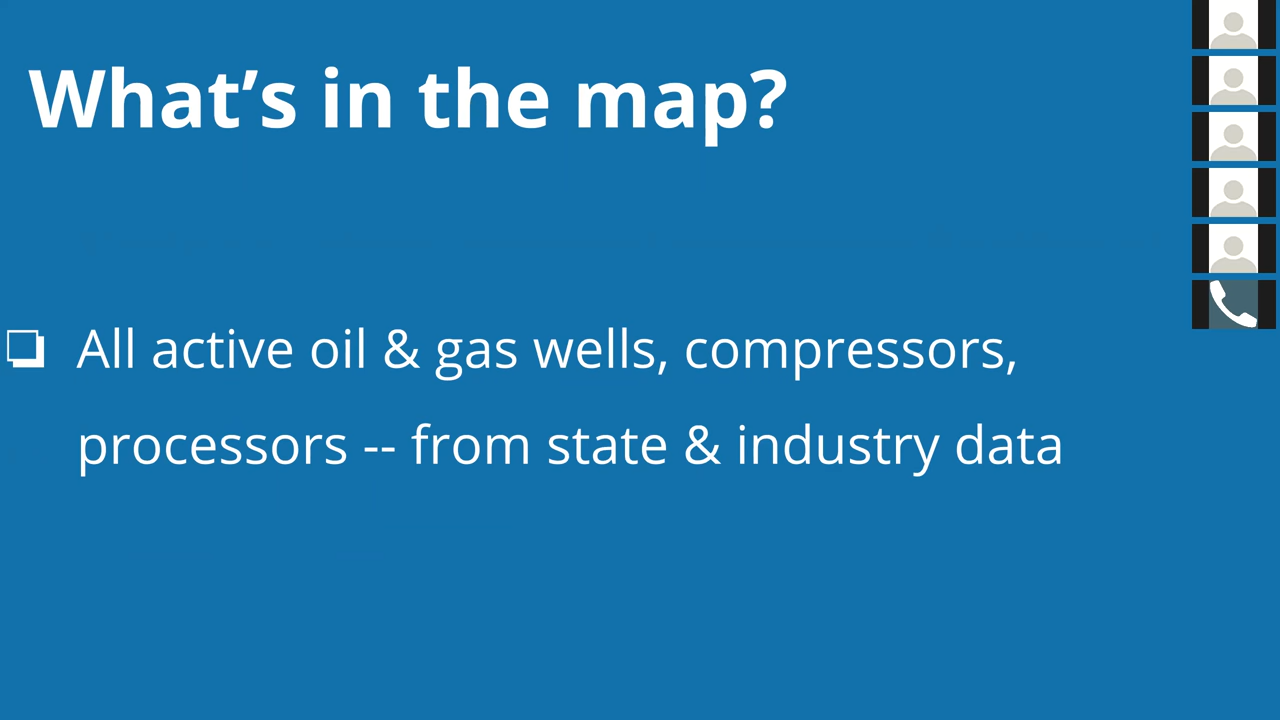 What’s in the map?
❏ All active oil & gas wells, compressors,
processors -- from state & industry data